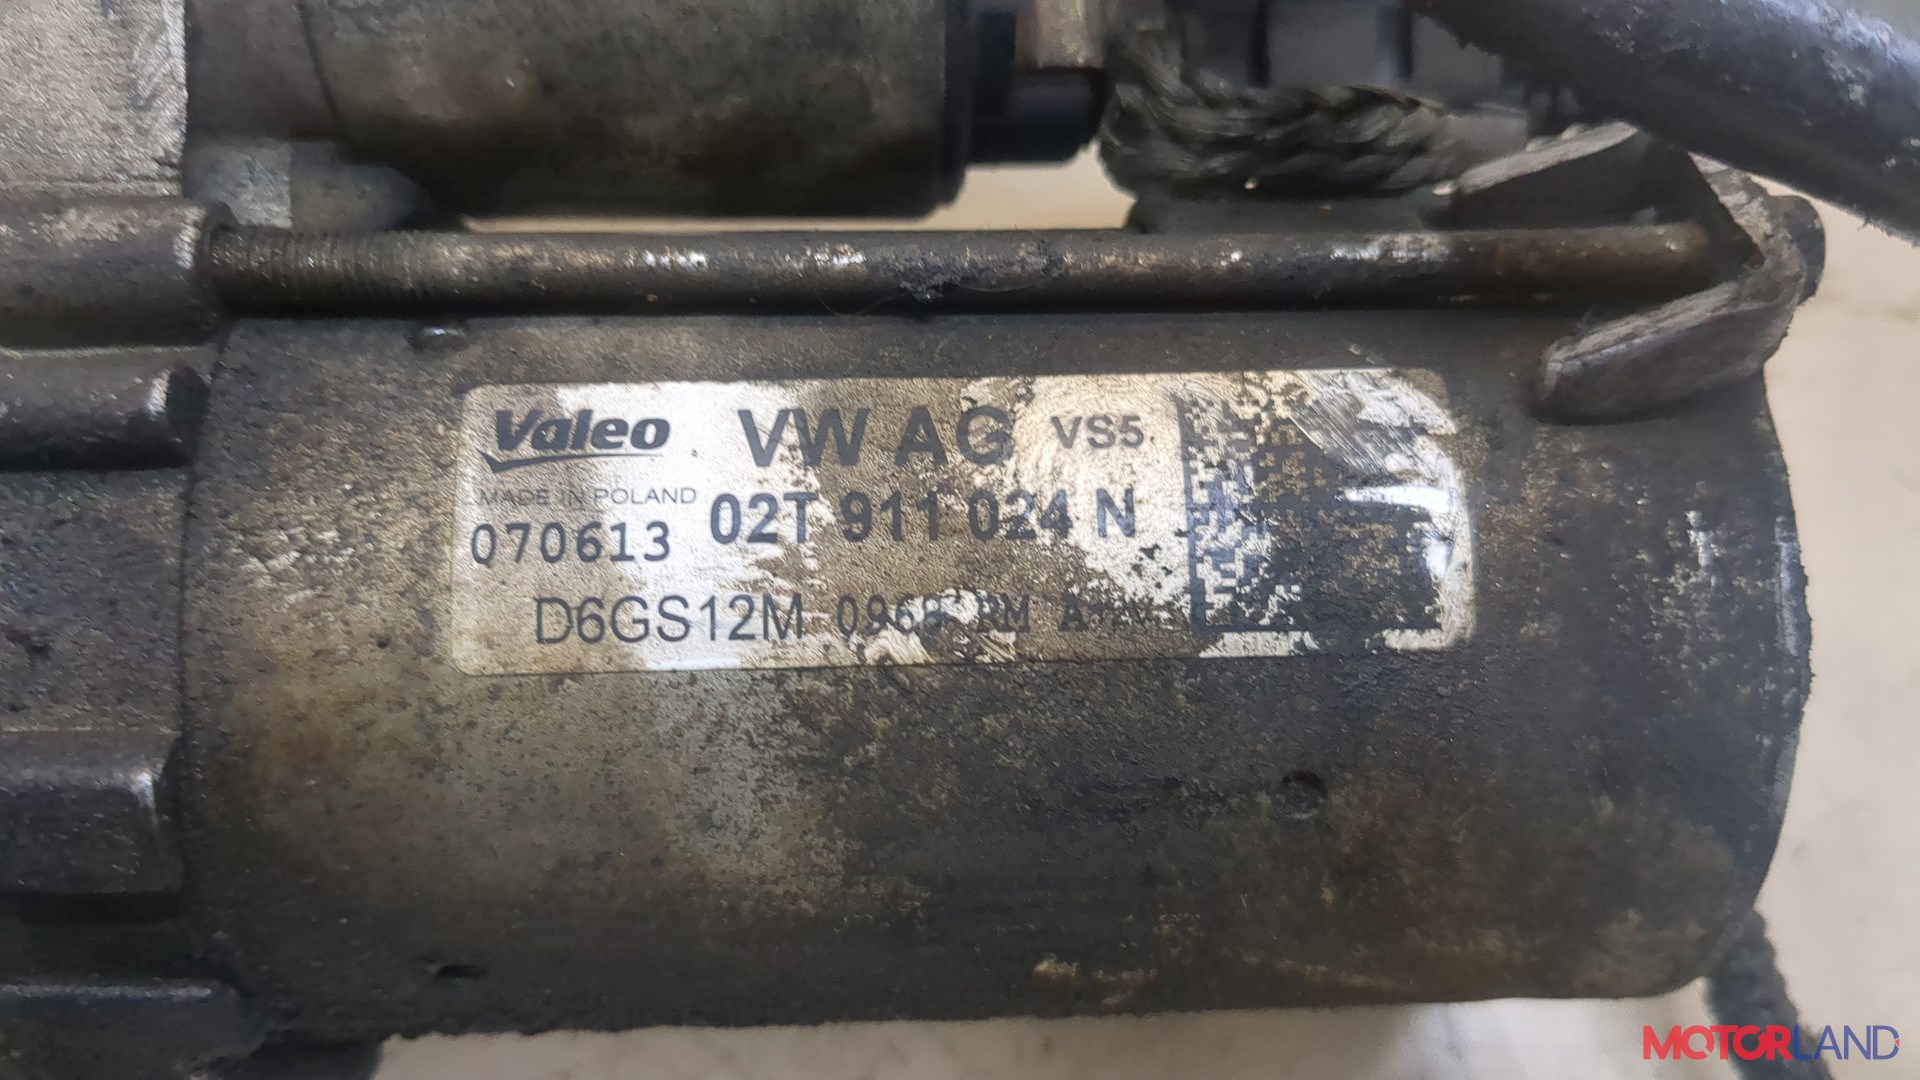 Valeo VW AG VS5
MADE IN POLAND
070613 02T 911 024 N
D6GS12M
MOTORLAND